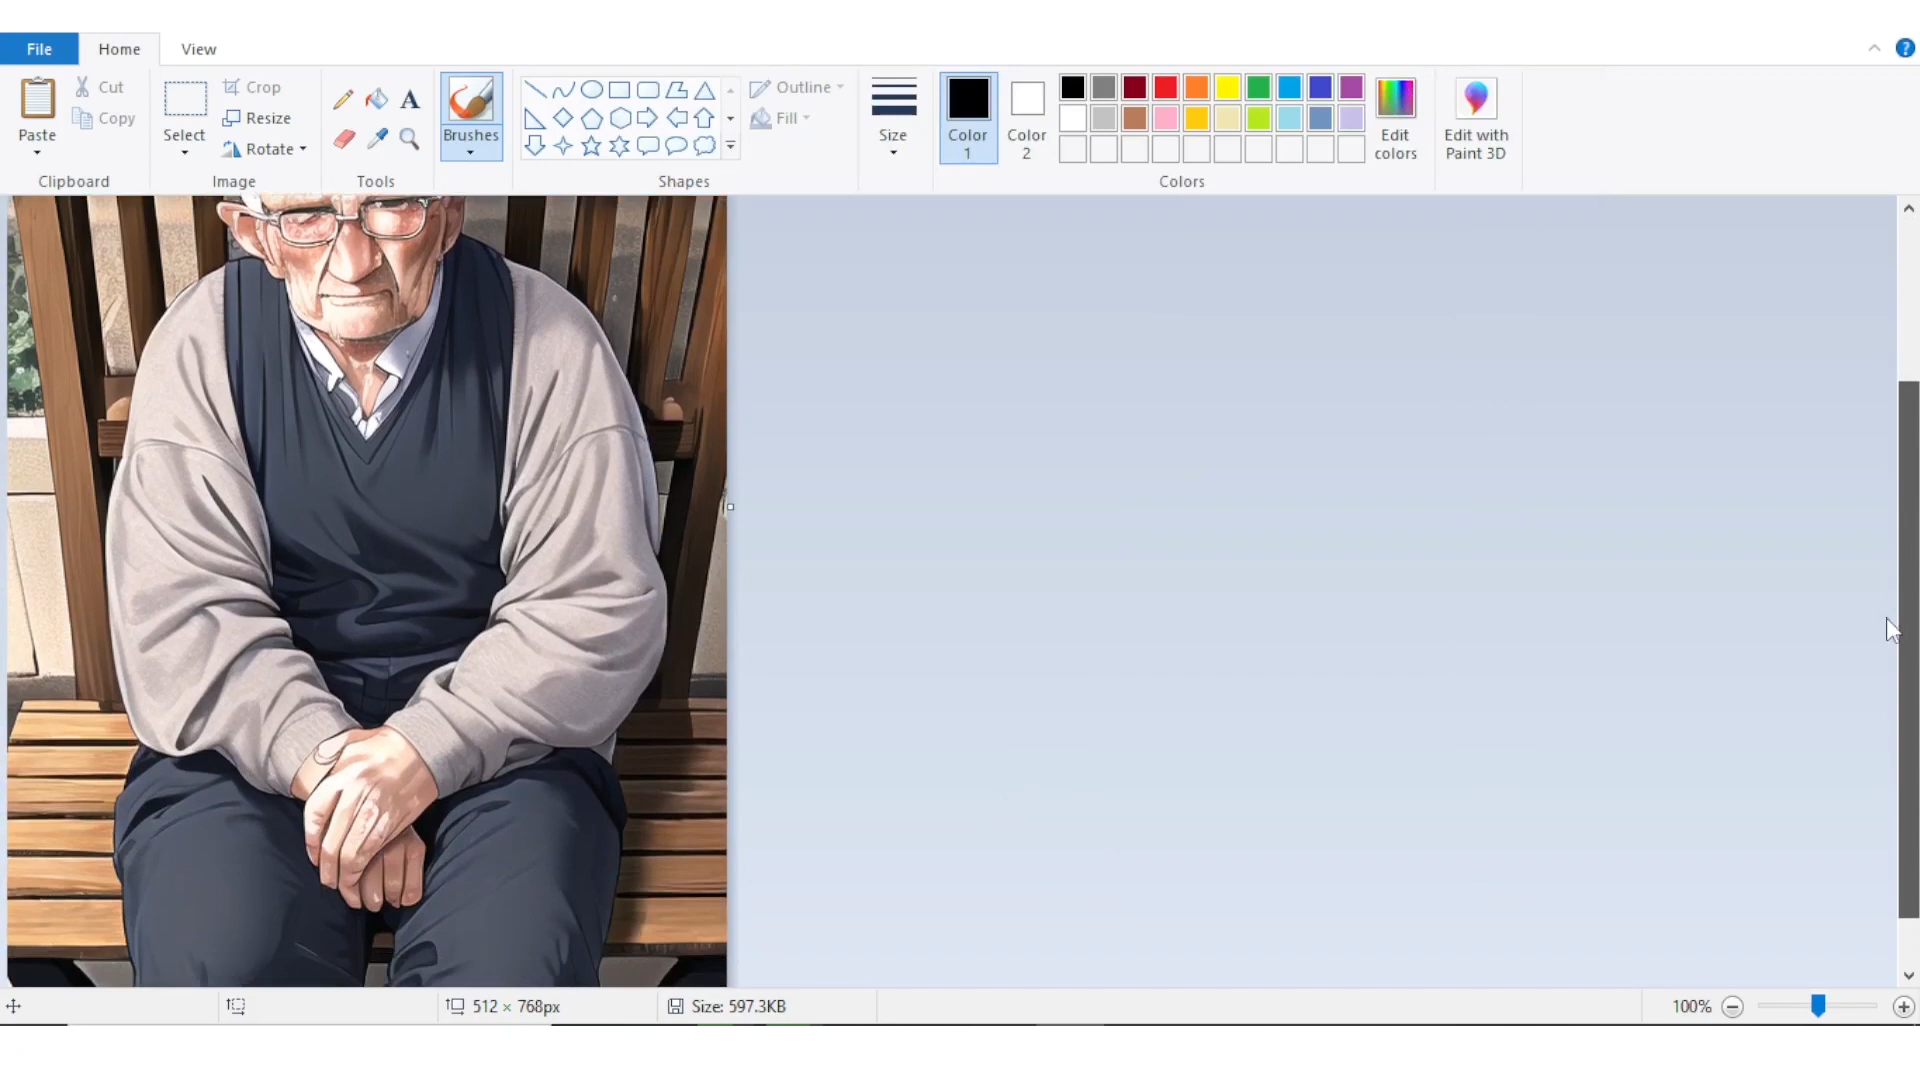 File Home View
?
Paste Cut Copy
Clipboard
Select Crop Resize Rotate
Image
A
Tools
Brushes
Shapes
Outline
Fill
Size
Color 1
Color 2
Edit colors
Colors
Edit with Paint 3D
512 × 768px
Size: 597.3KB
100%